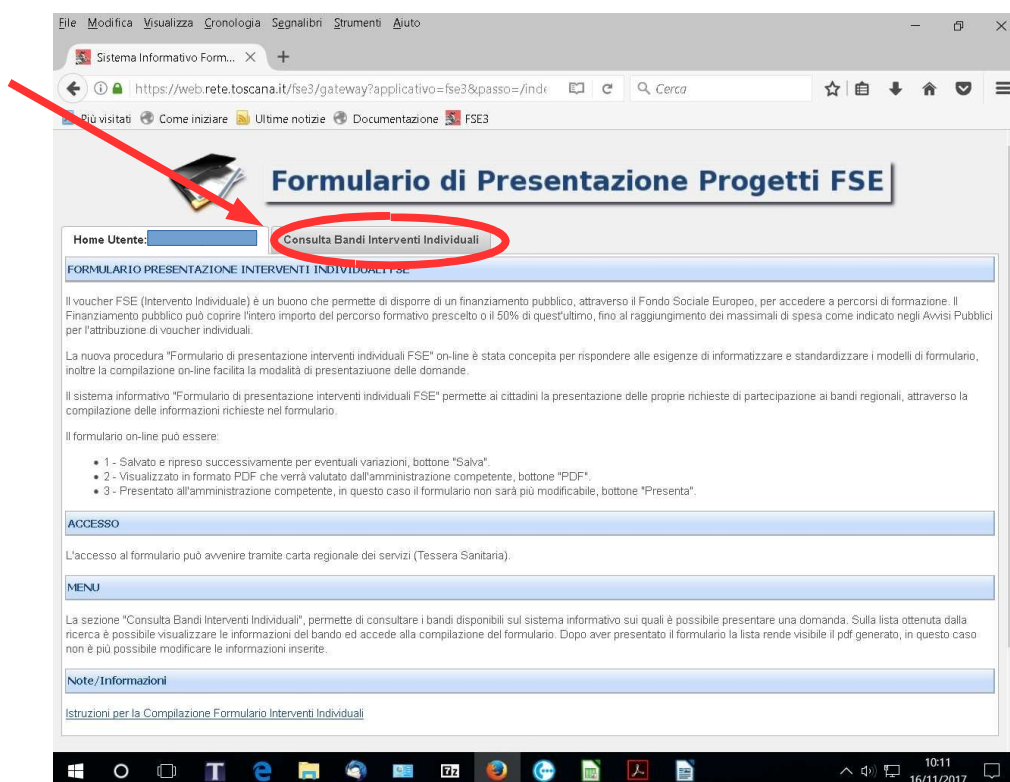 File Modifica Visualizza Cronologia Segnalibri Strumenti Aiuto
Sistema Informativo Form...
https://web.rete.toscana.it/fse3/gateway?applicativo=fse3&passo=/inde
Cerca
Più visitati Come iniziare Ultime notizie Documentazione FSE3
Formulario di Presentazione Progetti FSE
Home Utente: Consulta Bandi Interventi Individuali
FORMULARIO PRESENTAZIONE INTERVENTI INDIVIDUALI FSE
Il voucher FSE (Intervento Individuale) è un buono che permette di disporre di un finanziamento pubblico, attraverso il Fondo Sociale Europeo, per accedere a percorsi di formazione. Il
Finanziamento pubblico può coprire l'intero importo del percorso formativo prescelto o il 50% di quest'ultimo, fino al raggiungimento dei massimali di spesa come indicato negli Avvisi Pubblici
per l'attribuzione di voucher individuali.
La nuova procedura "Formulario di presentazione interventi individuali FSE" on-line è stata concepita per rispondere alle esigenze di informatizzare e standardizzare i modelli di formulario,
inoltre la compilazione on-line facilita la modalità di presentaziuone delle domande.
Il sistema informativo "Formulario di presentazione interventi individuali FSE" permette ai cittadini la presentazione delle proprie richieste di partecipazione ai bandi regionali, attraverso la
compilazione delle informazioni richieste nel formulario.
Il formulario on-line può essere:
1 - Salvato e ripreso successivamente per eventuali variazioni, bottone "Salva".
2 - Visualizzato in formato PDF che verrà valutato dall'amministrazione competente, bottone "PDF".
3 - Presentato all'amministrazione competente, in questo caso il formulario non sarà più modificabile, bottone "Presenta".
ACCESSO
L'accesso al formulario può avvenire tramite carta regionale dei servizi (Tessera Sanitaria).
MENU
La sezione "Consulta Bandi Interventi Individuali", permette di consultare i bandi disponibili sul sistema informativo sui quali è possibile presentare una domanda. Sulla lista ottenuta dalla
ricerca è possibile visualizzare le informazioni del bando ed accede alla compilazione del formulario. Dopo aver presentato il formulario la lista rende visibile il pdf generato, in questo caso
non è più possibile modificare le informazioni inserite.
Note/Informazioni
Istruzioni per la Compilazione Formulario Interventi Individuali
10:11
16/11/2017